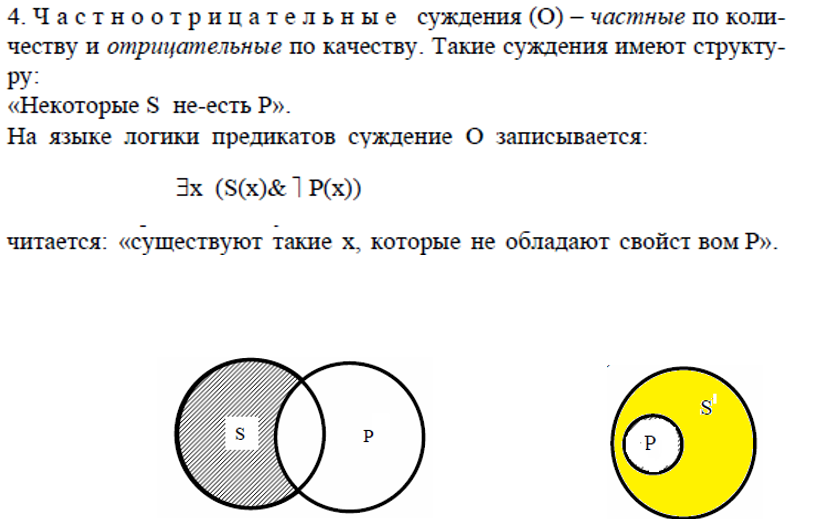 4. Ч а с т н о о т р и ц а т е л ь н ы е суждения (О) – частные по коли-
честву и отрицательные по качеству. Такие суждения имеют структу-
ру:
«Некоторые S не-есть P».
На языке логики предикатов суждение О записывается:
∃x (S(x)&⏋P(x))
читается: «существуют такие х, которые не обладают свойст вом Р».
S P
S
P